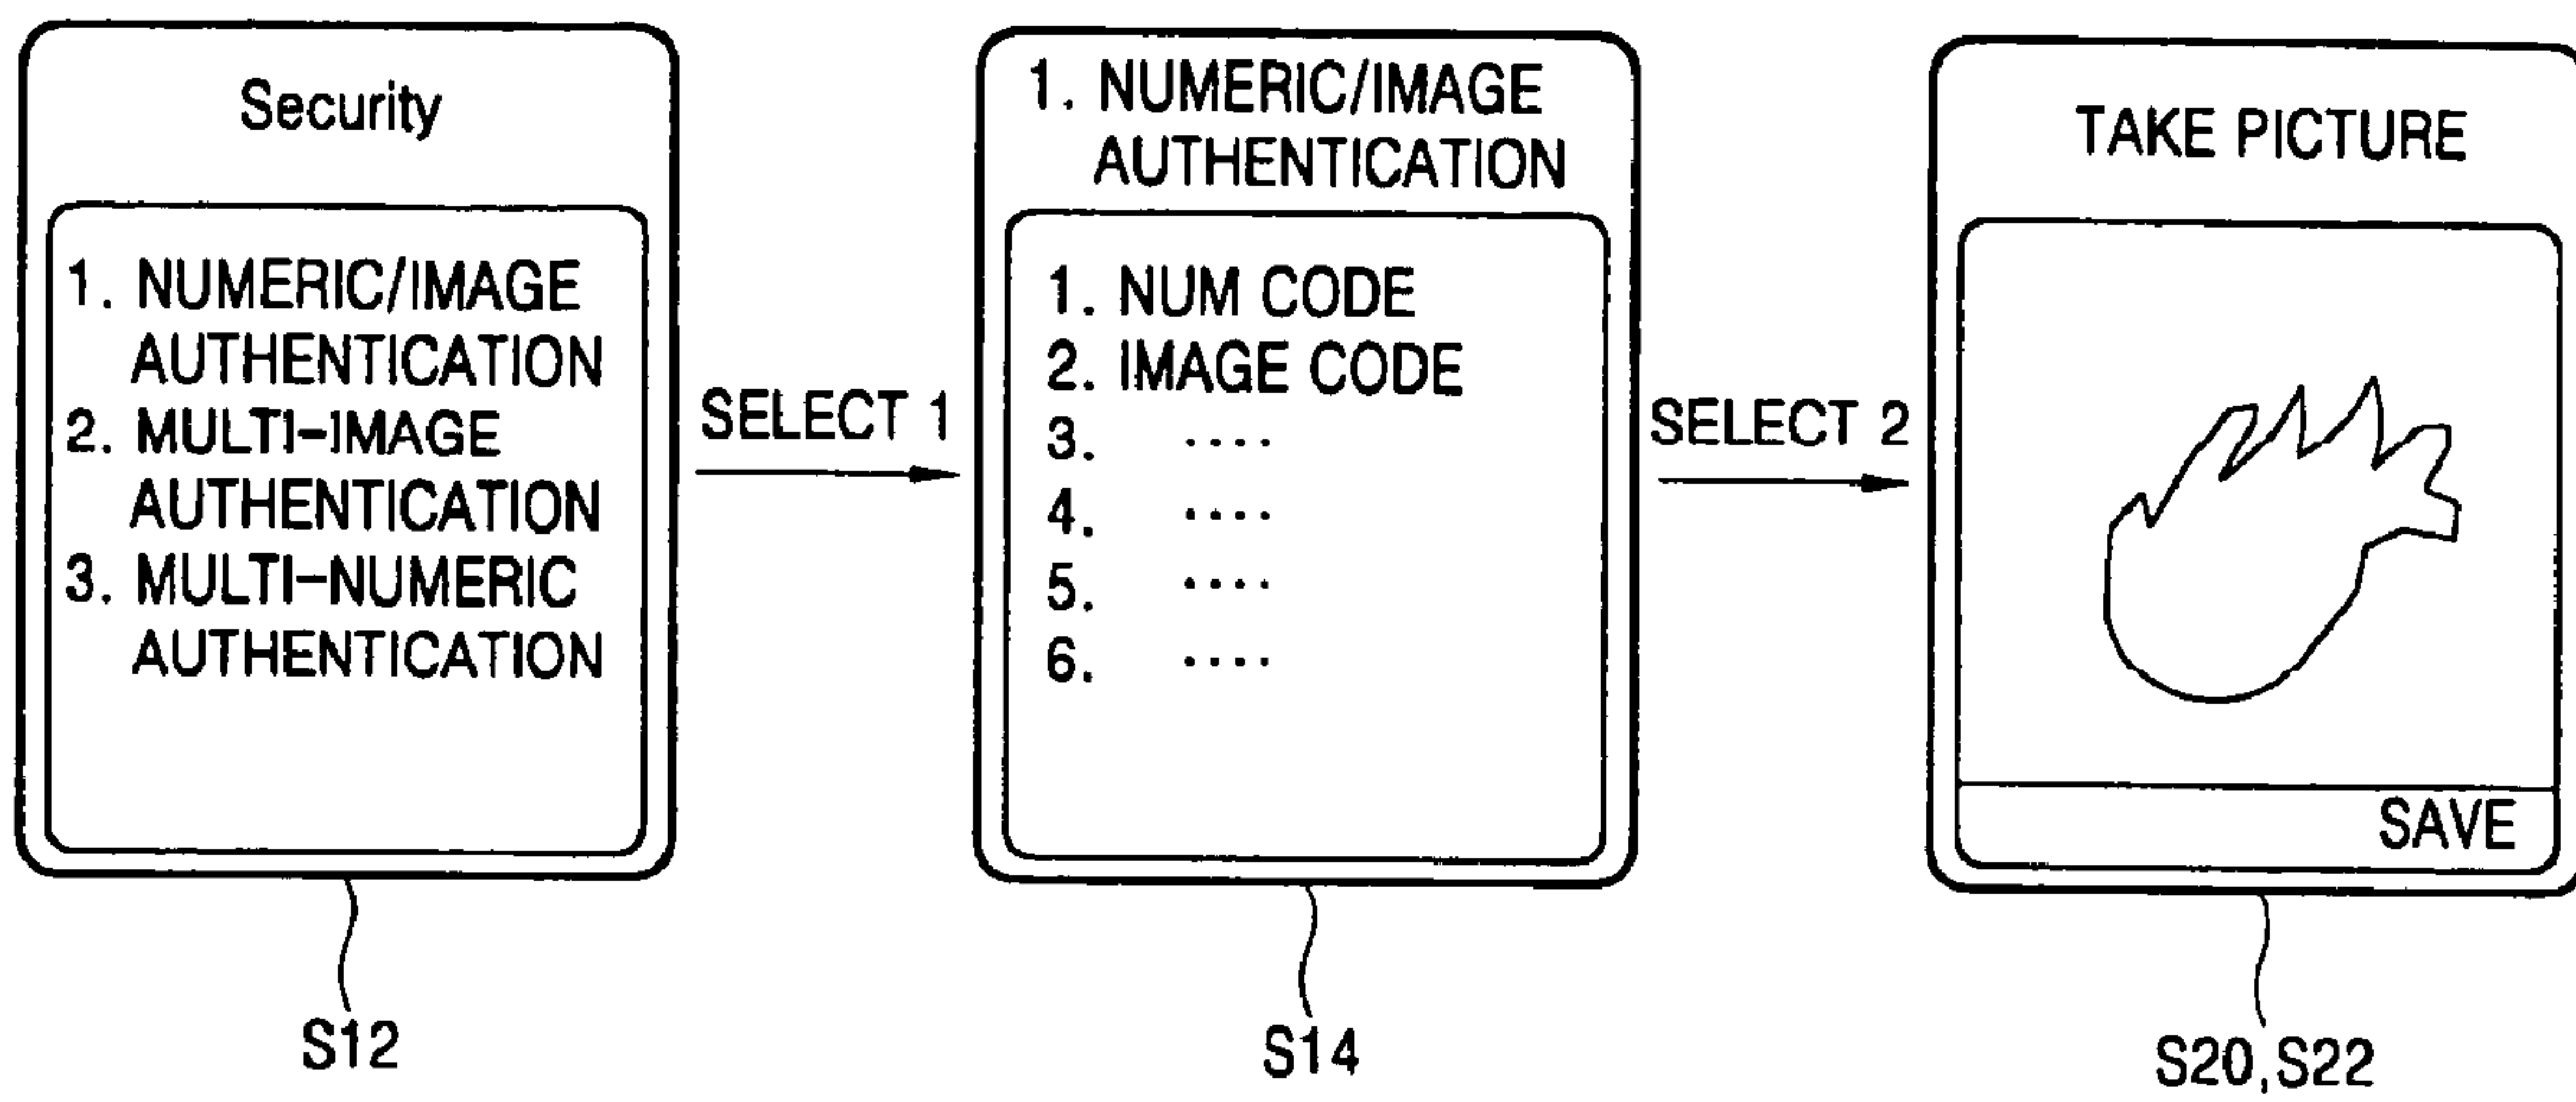 Security
1. NUMERIC/IMAGE
AUTHENTICATION
2. MULTI-IMAGE
AUTHENTICATION
3. MULTI-NUMERIC
AUTHENTICATION
S12
SELECT 1
1. NUMERIC/IMAGE
AUTHENTICATION
1. NUM CODE
2. IMAGE CODE
3. ....
4. ....
5. ....
6. ....
S14
SELECT 2
TAKE PICTURE
SAVE
S20,S22